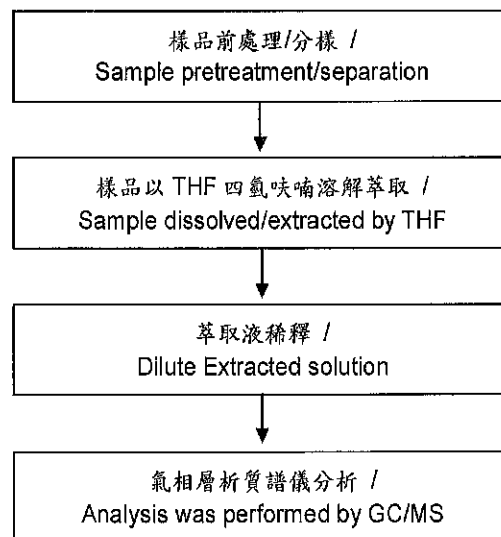 樣品前處理/分樣 /
Sample pretreatment/separation
樣品以 THF 四氫呋喃溶解萃取 /
Sample dissolved/extracted by THF
萃取液稀釋 /
Dilute Extracted solution
氣相層析質譜儀分析 /
Analysis was performed by GC/MS